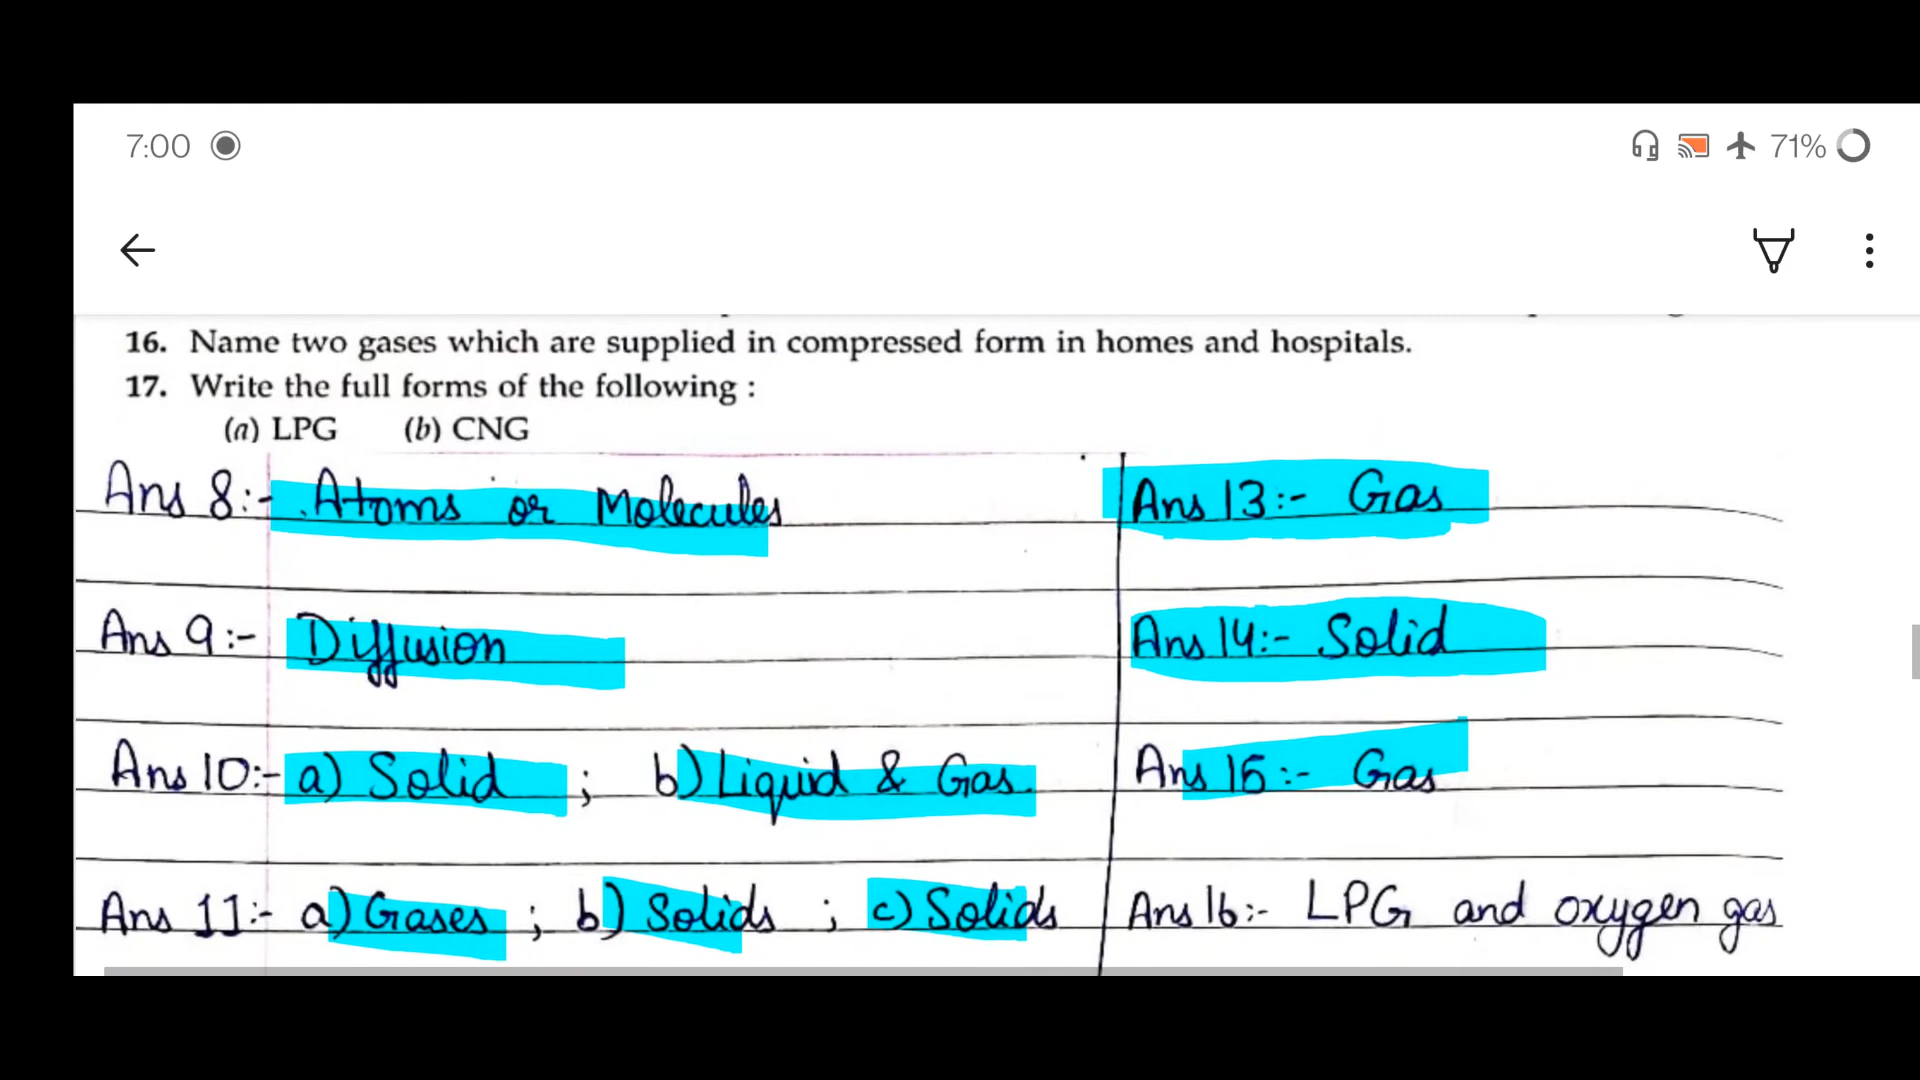 7:00
71%
16. Name two gases which are supplied in compressed form in homes and hospitals.
17. Write the full forms of the following :
(a) LPG (b) CNG
Ans 8:- Atoms or Molecules
Ans 9:- Diffusion
Ans 10:- a) Solid ; b) Liquid & Gas.
Ans 11:- a) Gases ; b) Solids ; c) Solids
Ans 13:- Gas
Ans 14:- Solid
Ans 15:- Gas
Ans 16:- LPG and oxygen gas